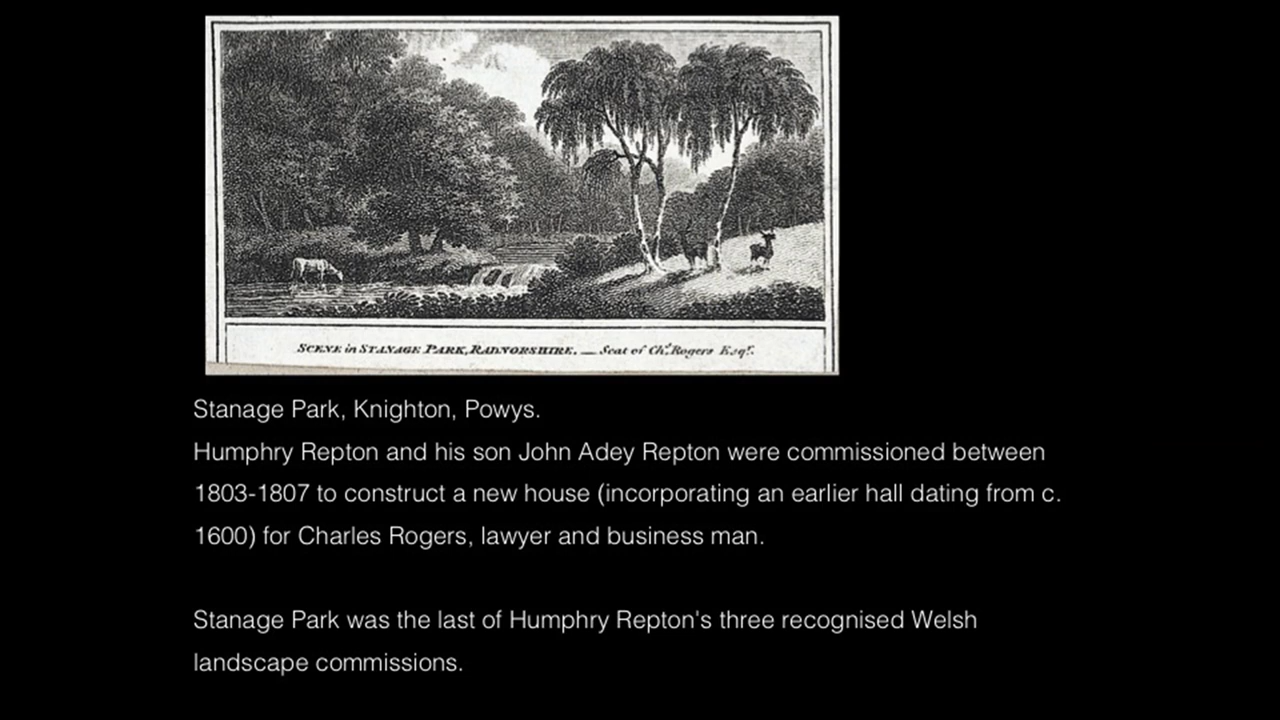 SCENE in STANAGE PARK, RADNORSHIRE. — Seat of Chs. Rogers Esqr.
Stanage Park, Knighton, Powys.
Humphry Repton and his son John Adey Repton were commissioned between
1803-1807 to construct a new house (incorporating an earlier hall dating from c.
1600) for Charles Rogers, lawyer and business man.
Stanage Park was the last of Humphry Repton's three recognised Welsh
landscape commissions.